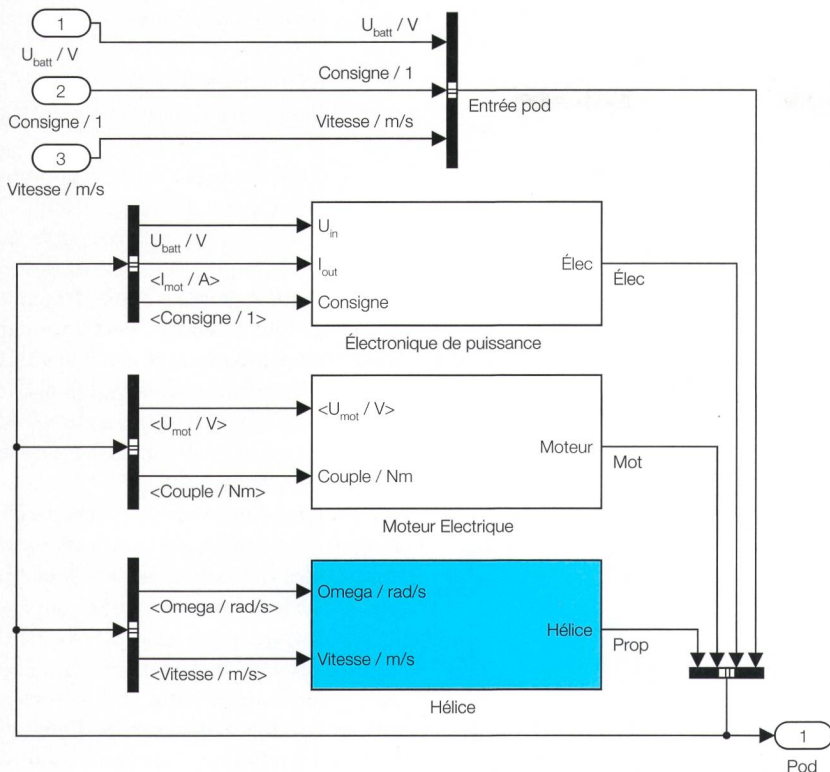 1
U_batt / V
2
Consigne / 1
3
Vitesse / m/s
U_batt / V
Consigne / 1
Vitesse / m/s
Entrée pod
U_batt / V
<I_mot / A>
<Consigne / 1>
U_in
I_out
Consigne
Élec
Élec
Électronique de puissance
<U_mot / V>
<Couple / Nm>
<U_mot / V>
Couple / Nm
Moteur
Mot
Moteur Electrique
<Omega / rad/s>
<Vitesse / m/s>
Omega / rad/s
Vitesse / m/s
Hélice
Prop
Hélice
1
Pod